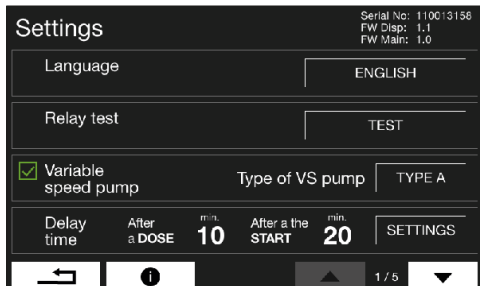 Settings
Serial No: 110013158
FW Disp: 1.1
FW Main: 1.0
Language
ENGLISH
Relay test
TEST
Variable
speed pump
Type of VS pump
TYPE A
Delay
time
After
a DOSE
min.
10
After a the
START
min.
20
SETTINGS
i
1/5